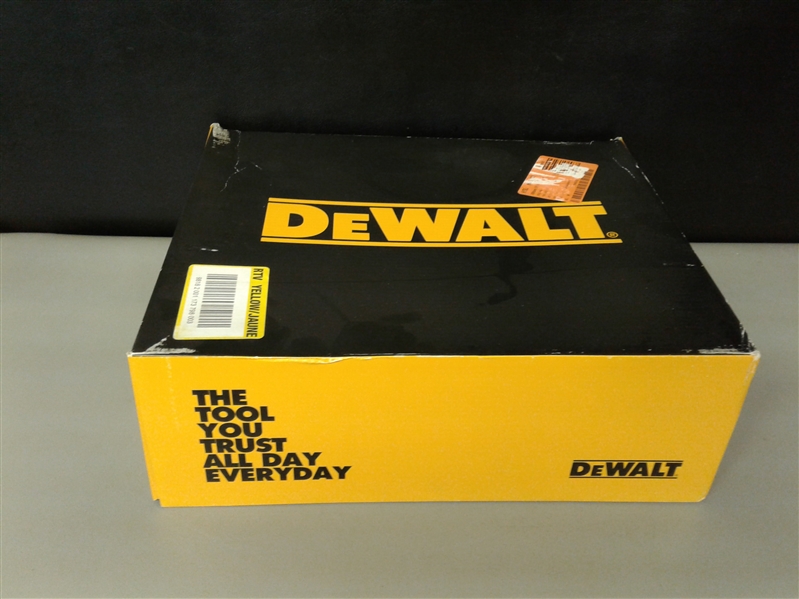 DeWALT®
RTV YELLOW/JAUNE
THE
TOOL
YOU
TRUST
ALL DAY
EVERYDAY
DeWALT